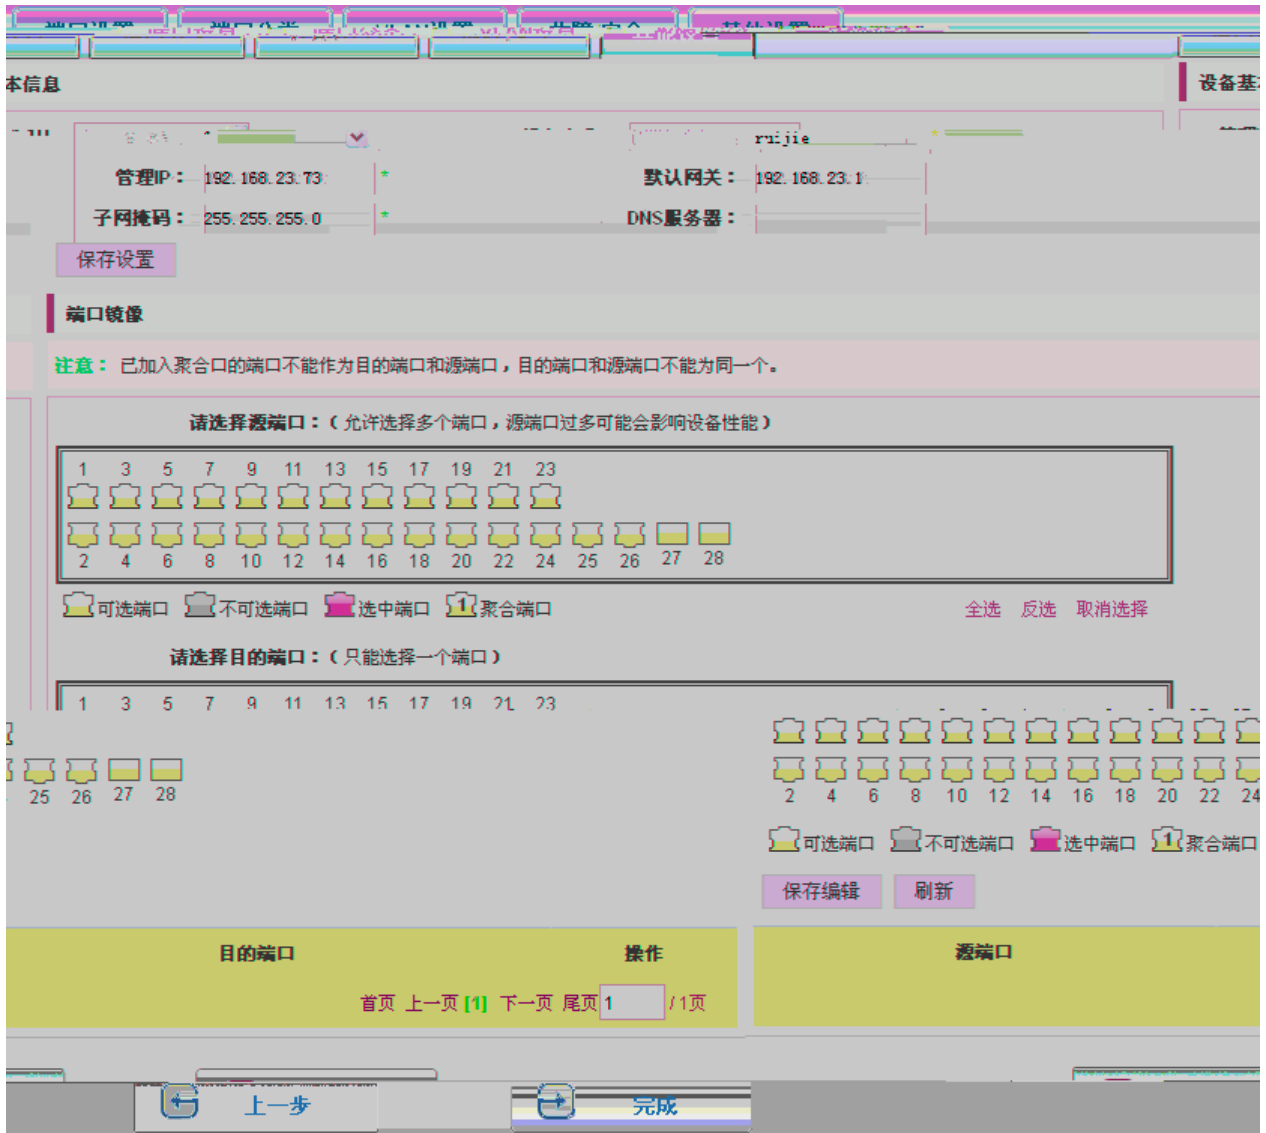 本信息
设备基
ruijie
*
管理IP： 192.168.23.73 * 默认网关： 192.168.23.1
子网掩码： 255.255.255.0 * DNS服务器：
保存设置
端口镜像
注意： 已加入聚合口的端口不能作为目的端口和源端口，目的端口和源端口不能为同一个。
请选择源端口：（允许选择多个端口，源端口过多可能会影响设备性能）
1 3 5 7 9 11 13 15 17 19 21 23
2 4 6 8 10 12 14 16 18 20 22 24 25 26 27 28
可选端口 不可选端口 选中端口 1 聚合端口 全选 反选 取消选择
请选择目的端口：（只能选择一个端口）
1 3 5 7 9 11 13 15 17 19 21 23
25 26 27 28 2 4 6 8 10 12 14 16 18 20 22 24
可选端口 不可选端口 选中端口 1 聚合端口
保存编辑 刷新
目的端口 操作 源端口
首页 上一页 [1] 下一页 尾页 1 / 1页
上一步 完成